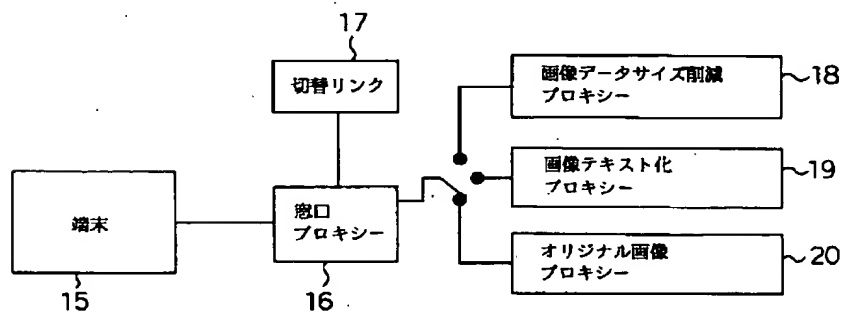 17
切替リンク
画像データサイズ削減
プロキシー
18
端末
15
窓口
プロキシー
16
画像テキスト化
プロキシー
19
オリジナル画像
プロキシー
20